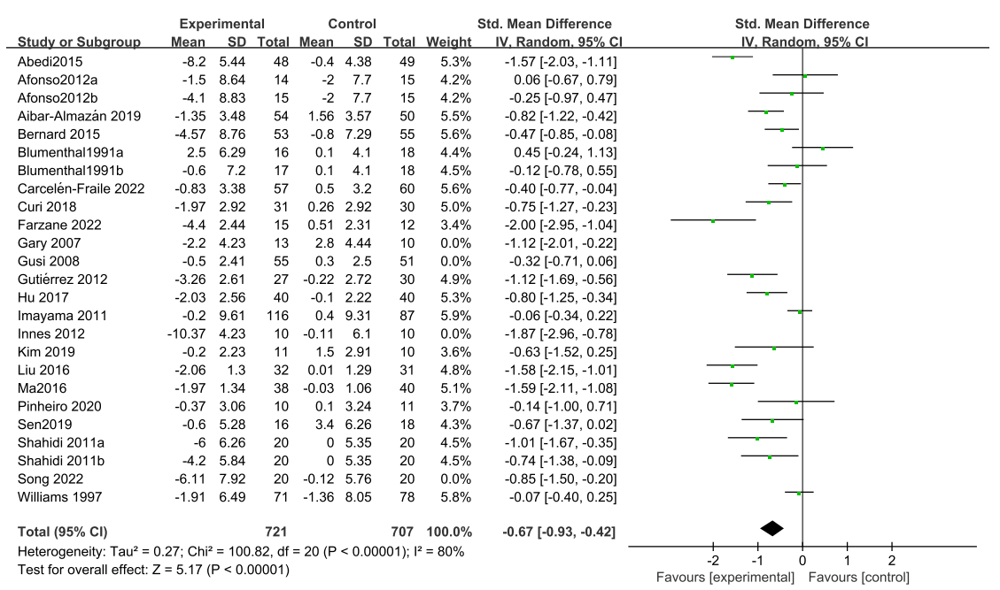 Experimental Control Std. Mean Difference Std. Mean Difference
Study or Subgroup Mean SD Total Mean SD Total Weight IV, Random, 95% CI IV, Random, 95% CI
Abedi2015 -8.2 5.44 48 -0.4 4.38 49 5.3% -1.57 [-2.03, -1.11]
Afonso2012a -1.5 8.64 14 -2 7.7 15 4.2% 0.06 [-0.67, 0.79]
Afonso2012b -4.1 8.83 15 -2 7.7 15 4.2% -0.25 [-0.97, 0.47]
Aibar-Almazán 2019 -1.35 3.48 54 1.56 3.57 50 5.5% -0.82 [-1.22, -0.42]
Bernard 2015 -4.57 8.76 53 -0.8 7.29 55 5.6% -0.47 [-0.85, -0.08]
Blumenthal1991a 2.5 6.29 16 0.1 4.1 18 4.4% 0.45 [-0.24, 1.13]
Blumenthal1991b -0.6 7.2 17 0.1 4.1 18 4.4% -0.12 [-0.78, 0.55]
Carcelén-Fraile 2022 -0.83 3.38 57 0.5 3.2 60 5.6% -0.40 [-0.77, -0.04]
Curi 2018 -1.97 2.92 31 0.26 2.92 30 5.0% -0.75 [-1.27, -0.23]
Farzane 2022 -4.4 2.44 15 0.51 2.31 12 3.4% -2.00 [-2.95, -1.04]
Gary 2007 -2.2 4.23 13 2.8 4.44 10 0.0% -1.12 [-2.01, -0.22]
Gusi 2008 -0.5 2.41 55 0.3 2.5 51 0.0% -0.32 [-0.71, 0.06]
Gutiérrez 2012 -3.26 2.61 27 -0.22 2.72 30 4.9% -1.12 [-1.69, -0.56]
Hu 2017 -2.03 2.56 40 -0.1 2.22 40 5.3% -0.80 [-1.25, -0.34]
Imayama 2011 -0.2 9.61 116 0.4 9.31 87 5.9% -0.06 [-0.34, 0.22]
Innes 2012 -10.37 4.23 10 -0.11 6.1 10 0.0% -1.87 [-2.96, -0.78]
Kim 2019 -0.2 2.23 11 1.5 2.91 10 3.6% -0.63 [-1.52, 0.25]
Liu 2016 -2.06 1.3 32 0.01 1.29 31 4.8% -1.58 [-2.15, -1.01]
Ma2016 -1.97 1.34 38 -0.03 1.06 40 5.1% -1.59 [-2.11, -1.08]
Pinheiro 2020 -0.37 3.06 10 0.1 3.24 11 3.7% -0.14 [-1.00, 0.71]
Sen2019 -0.6 5.28 16 3.4 6.26 18 4.3% -0.67 [-1.37, 0.02]
Shahidi 2011a -6 6.26 20 0 5.35 20 4.5% -1.01 [-1.67, -0.35]
Shahidi 2011b -4.2 5.84 20 0 5.35 20 4.5% -0.74 [-1.38, -0.09]
Song 2022 -6.11 7.92 20 -0.12 5.76 20 0.0% -0.85 [-1.50, -0.20]
Williams 1997 -1.91 6.49 71 -1.36 8.05 78 5.8% -0.07 [-0.40, 0.25]
Total (95% CI) 721 707 100.0% -0.67 [-0.93, -0.42]
Heterogeneity: Tau² = 0.27; Chi² = 100.82, df = 20 (P < 0.00001); I² = 80%
Test for overall effect: Z = 5.17 (P < 0.00001)
-2 -1 0 1 2
Favours [experimental] Favours [control]